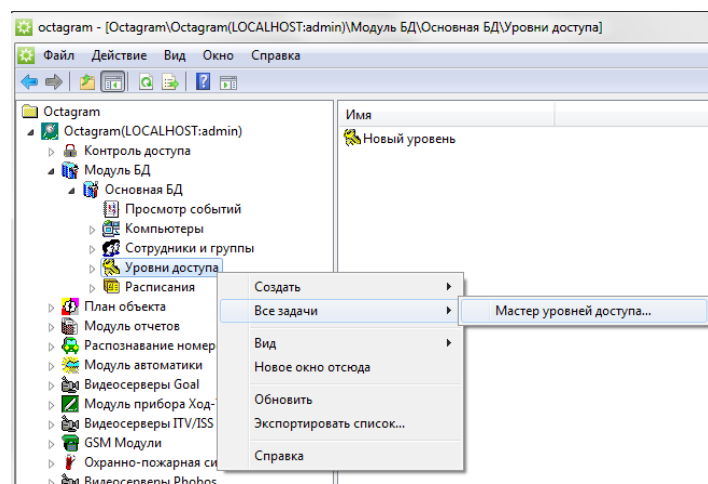 octagram - [Octagram\Octagram(LOCALHOST:admin)\Модуль БД\Основная БД\Уровни доступа]
Файл Действие Вид Окно Справка
Octagram
Octagram(LOCALHOST:admin)
Контроль доступа
Модуль БД
Основная БД
Просмотр событий
Компьютеры
Сотрудники и группы
Уровни доступа
Расписания
План объекта
Модуль отчетов
Распознавание номер
Модуль автоматики
Видеосерверы Goal
Модуль прибора Ход-
Видеосерверы ITV/ISS
GSM Модули
Охранно-пожарная си
Видеосерверы Phobos
Имя
Новый уровень
Создать
Все задачи
Вид
Новое окно отсюда
Обновить
Экспортировать список...
Справка
Мастер уровней доступа...